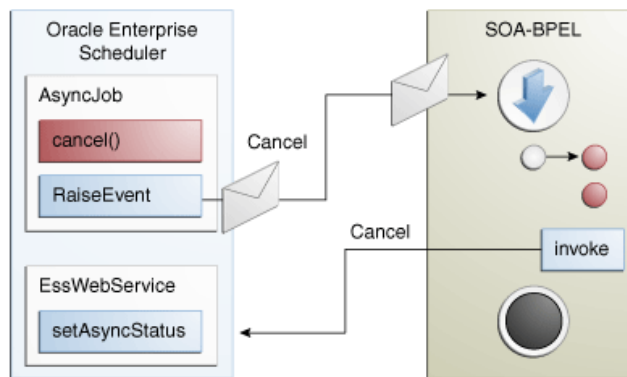 Oracle Enterprise
Scheduler
AsyncJob
cancel()
RaiseEvent
Cancel
SOA-BPEL
Cancel
invoke
EssWebService
setAsyncStatus